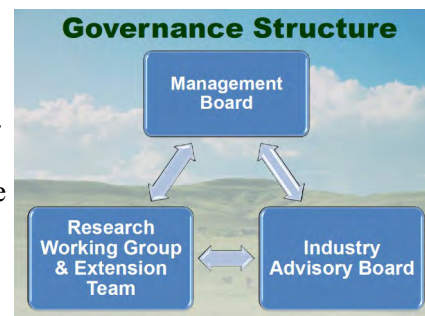 Governance Structure
Management
Board
.
e
Research
Working Group
& Extension
Team
Industry
Advisory Board